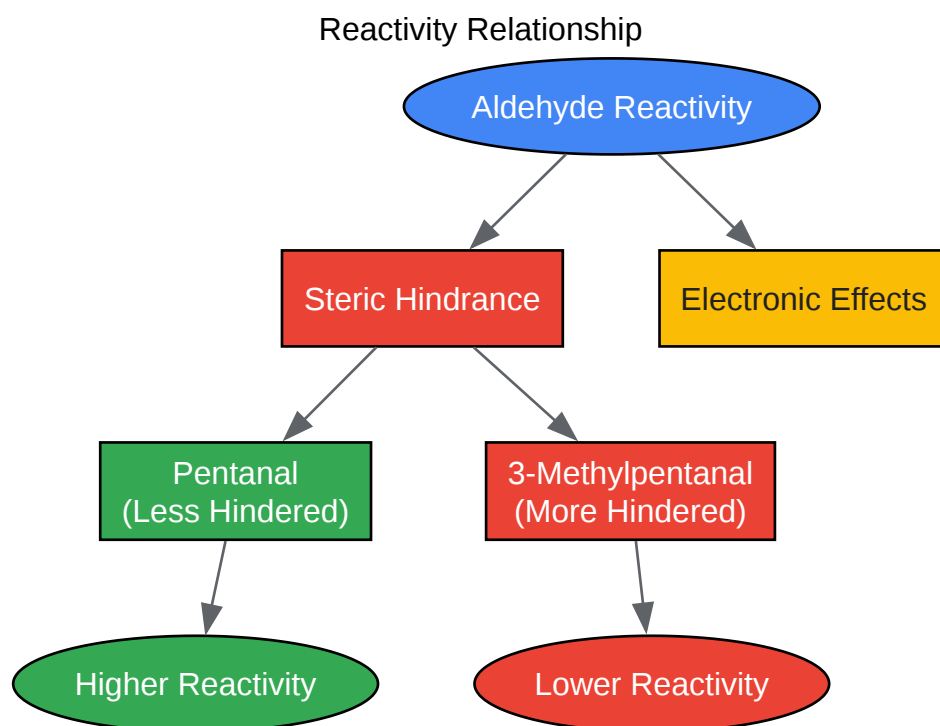 Reactivity Relationship
Aldehyde Reactivity
Steric Hindrance
Electronic Effects
Pentanal
(Less Hindered)
3-Methylpentanal
(More Hindered)
Higher Reactivity
Lower Reactivity